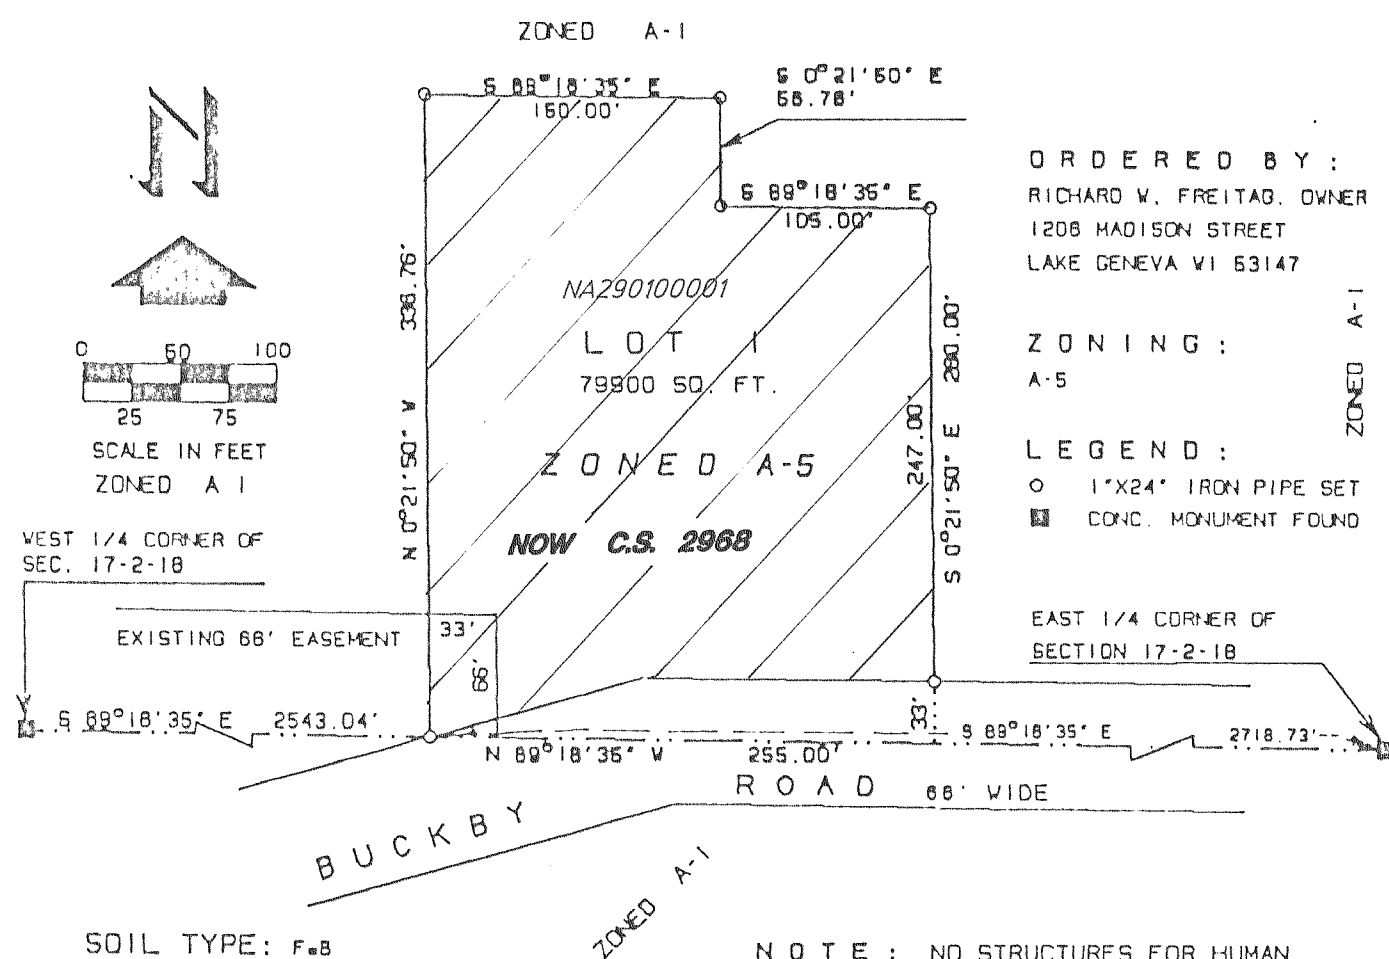 ZONED A-1
S 89°18'35" E
150.00'
S 0°21'50" E
56.76'
S 89°18'35" E
105.00'
ORDERED BY:
RICHARD W. FREITAG, OWNER
1208 MADISON STREET
LAKE GENEVA WI 53147
N
0 50 100
25 75
SCALE IN FEET
ZONED A 1
N 0°21'50" W 336.76'
NA290100001
LOT 1
79900 SQ. FT.
ZONED A-5
NOW C.S. 2968
247.00'
S 0°21'50" E 280.00'
ZONING:
A-5
ZONED A-1
LEGEND:
1"X24" IRON PIPE SET
CONC. MONUMENT FOUND
WEST 1/4 CORNER OF
SEC. 17-2-18
EXISTING 66' EASEMENT
33'
66'
EAST 1/4 CORNER OF
SECTION 17-2-18
S 89°18'35" E 2543.04'
33'
N 89°18'35" W 255.00'
S 89°18'35" E 2718.73'
BUCKBY ROAD 66' WIDE
ZONED A-1
SOIL TYPE: FoB
NOTE: NO STRUCTURES FOR HUMAN